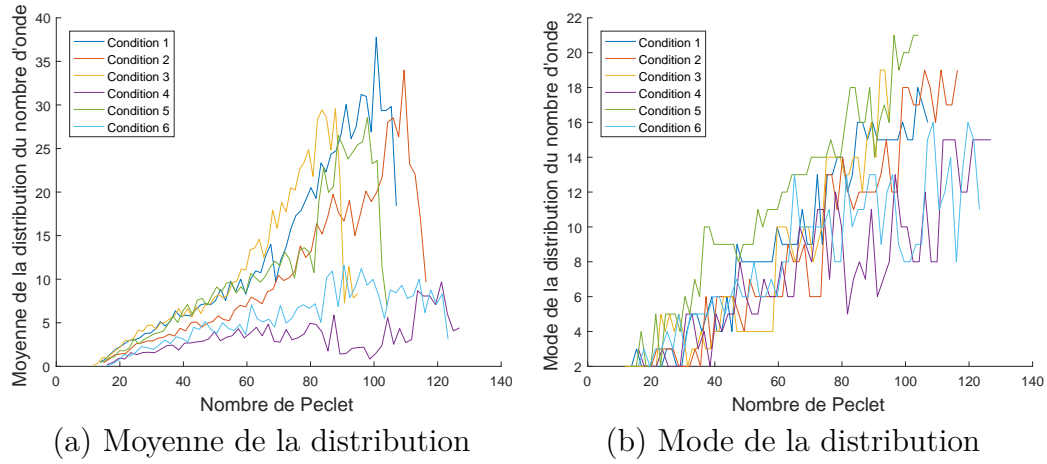 40
35
30
25
20
15
10
5
0
Moyenne de la distribution du nombre d'onde
Condition 1
Condition 2
Condition 3
Condition 4
Condition 5
Condition 6
0 20 40 60 80 100 120 140
Nombre de Peclet
(a) Moyenne de la distribution
22
20
18
16
14
12
10
8
6
4
2
Mode de la distribution du nombre d'onde
Condition 1
Condition 2
Condition 3
Condition 4
Condition 5
Condition 6
0 20 40 60 80 100 120 140
Nombre de Peclet
(b) Mode de la distribution